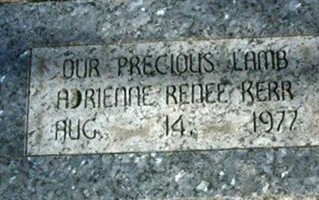 OUR PRECIOUS LAMB
ADRIENNE RENEE KERR
AUG 14, 1977